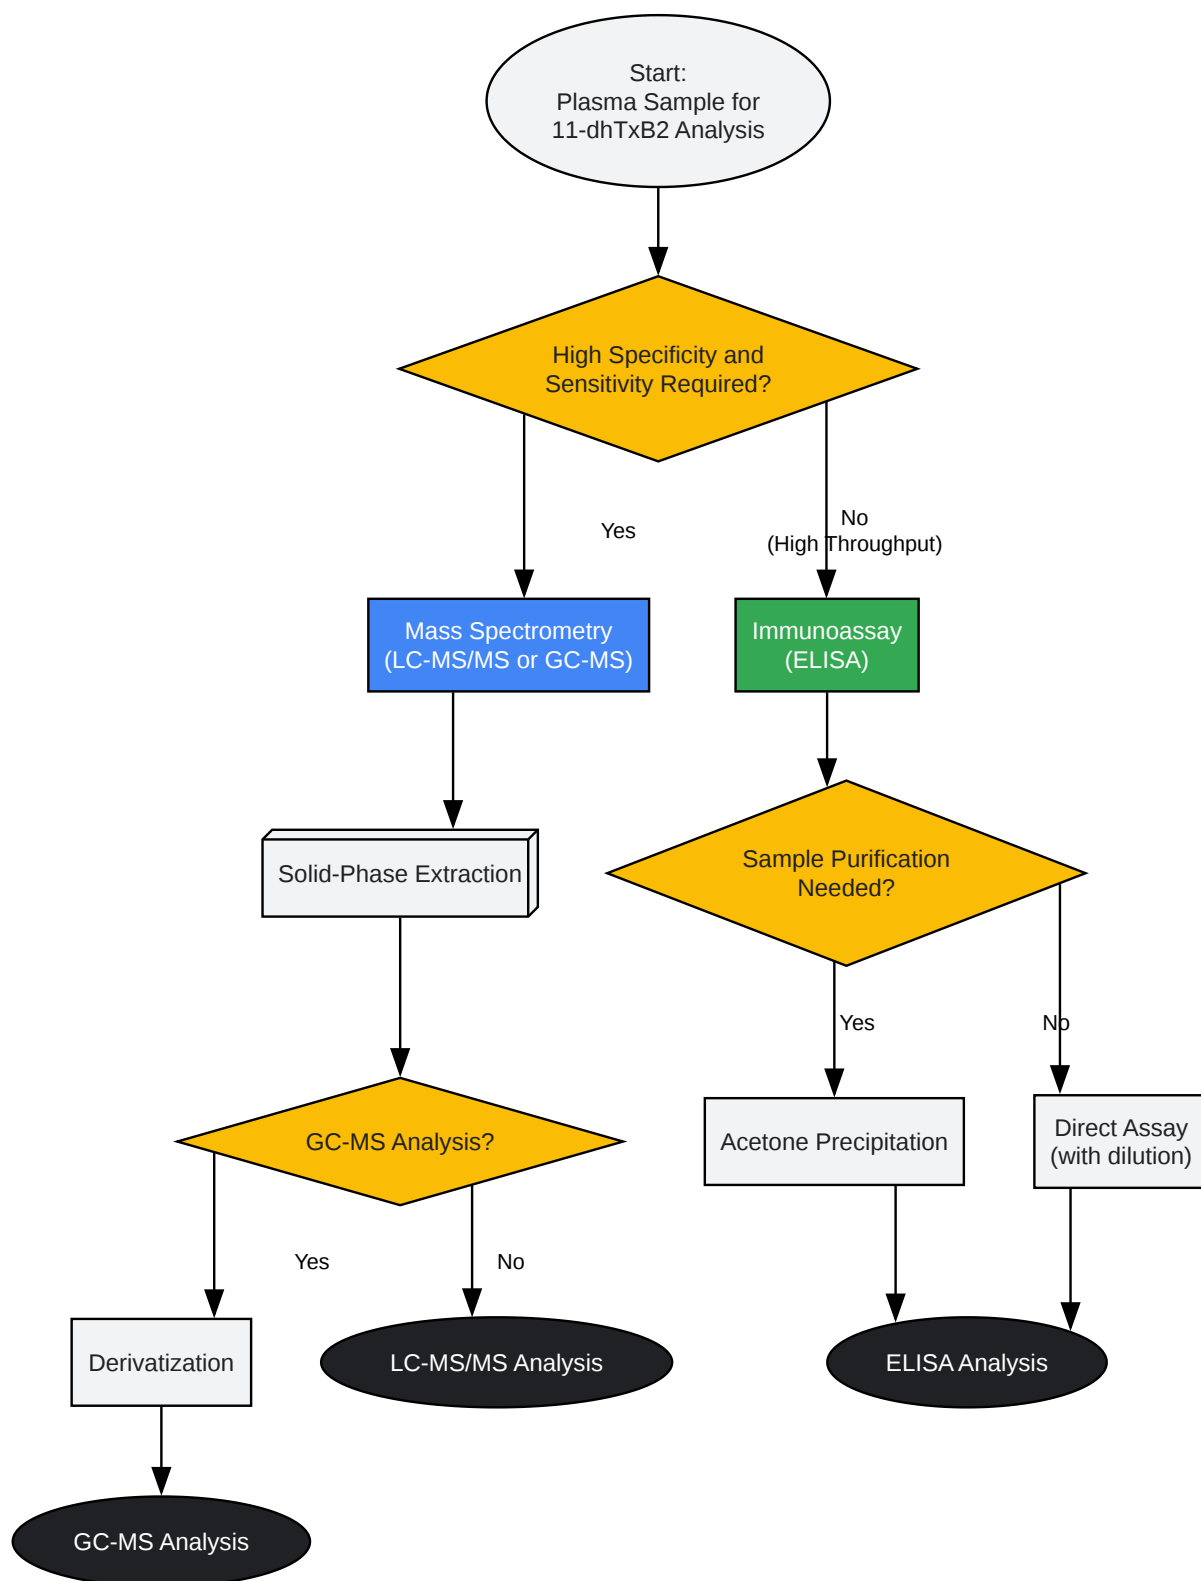 Start:
Plasma Sample for
11-dhTxB2 Analysis
High Specificity and
Sensitivity Required?
Yes
No
(High Throughput)
Mass Spectrometry
(LC-MS/MS or GC-MS)
Immunoassay
(ELISA)
Solid-Phase Extraction
Sample Purification
Needed?
Yes
No
GC-MS Analysis?
Acetone Precipitation
Direct Assay
(with dilution)
Yes
No
Derivatization
LC-MS/MS Analysis
ELISA Analysis
GC-MS Analysis